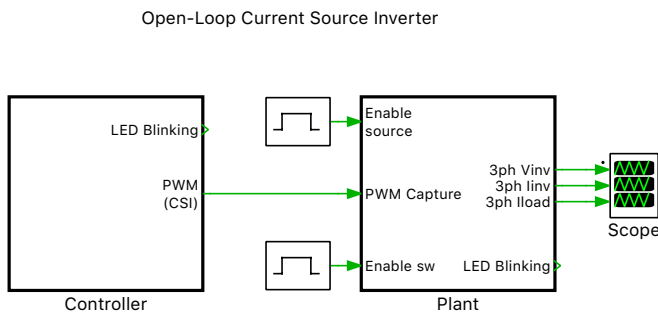 Open-Loop Current Source Inverter
LED Blinking
PWM
(CSI)
Controller
Enable
source
PWM Capture
Enable sw
3ph Vinv
3ph Iinv
3ph Iload
LED Blinking
Plant
Scope